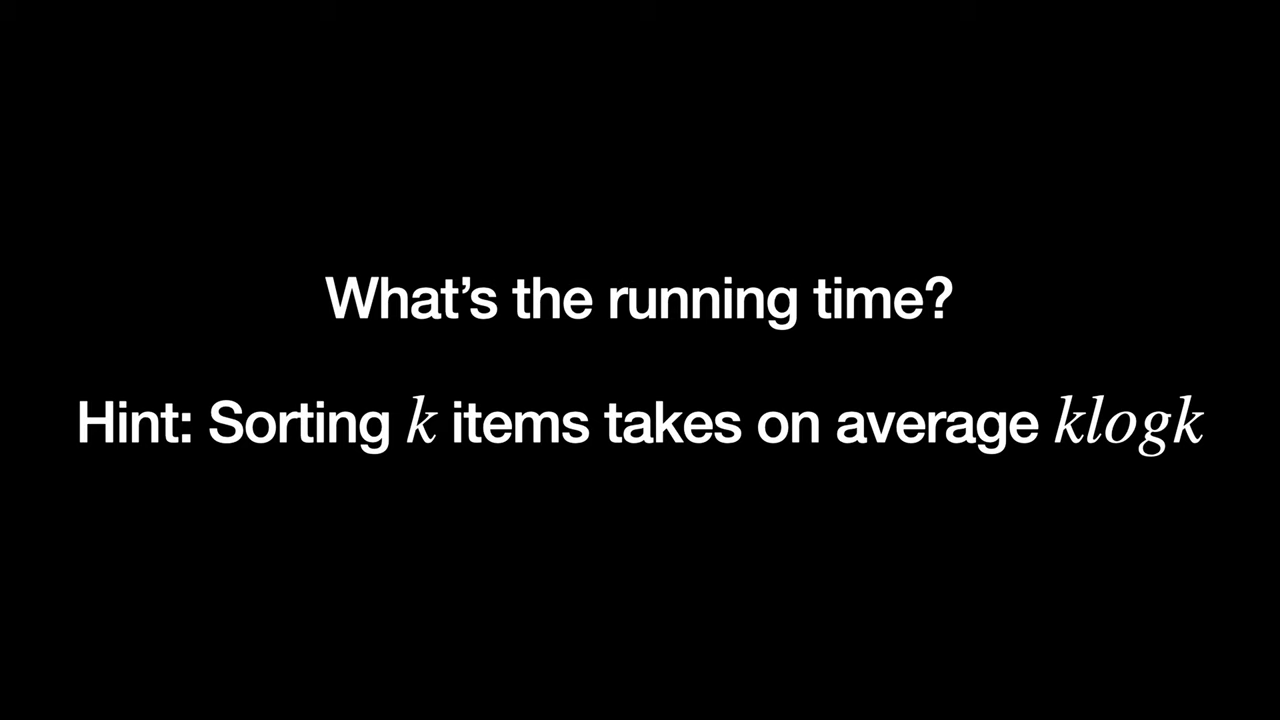 What’s the running time?
Hint: Sorting k items takes on average klogk